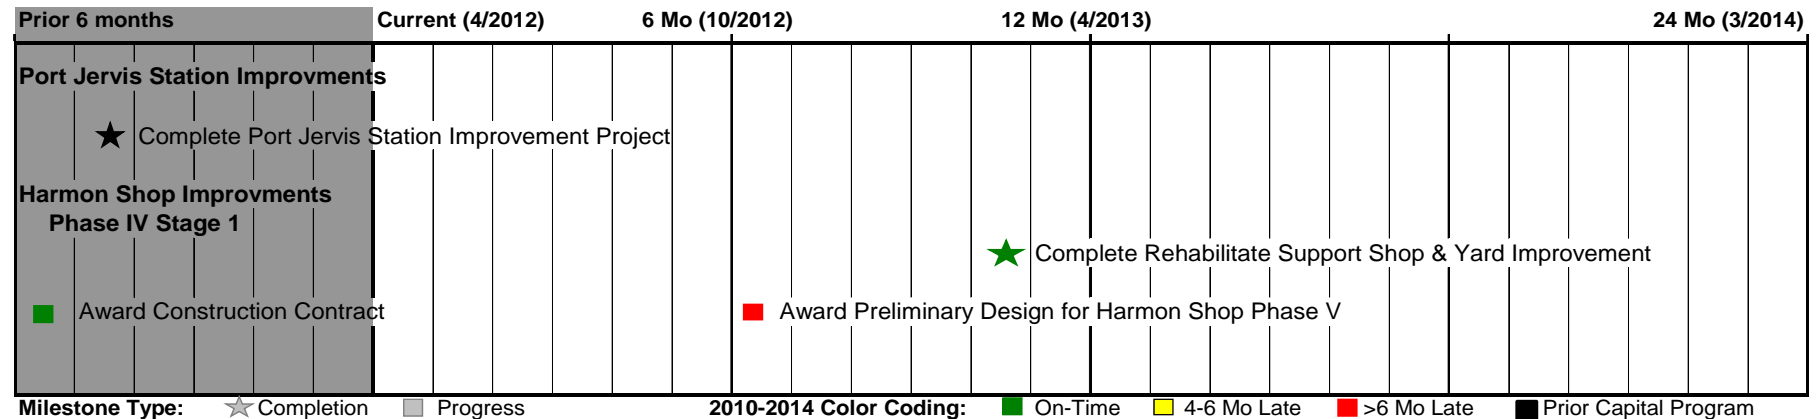 Prior 6 months Current (4/2012) 6 Mo (10/2012) 12 Mo (4/2013) 24 Mo (3/2014)
Port Jervis Station Improvments
Complete Port Jervis Station Improvement Project
Harmon Shop Improvments
Phase IV Stage 1
Complete Rehabilitate Support Shop & Yard Improvement
Award Construction Contract Award Preliminary Design for Harmon Shop Phase V
Milestone Type: Completion Progress 2010-2014 Color Coding: On-Time 4-6 Mo Late >6 Mo Late Prior Capital Program